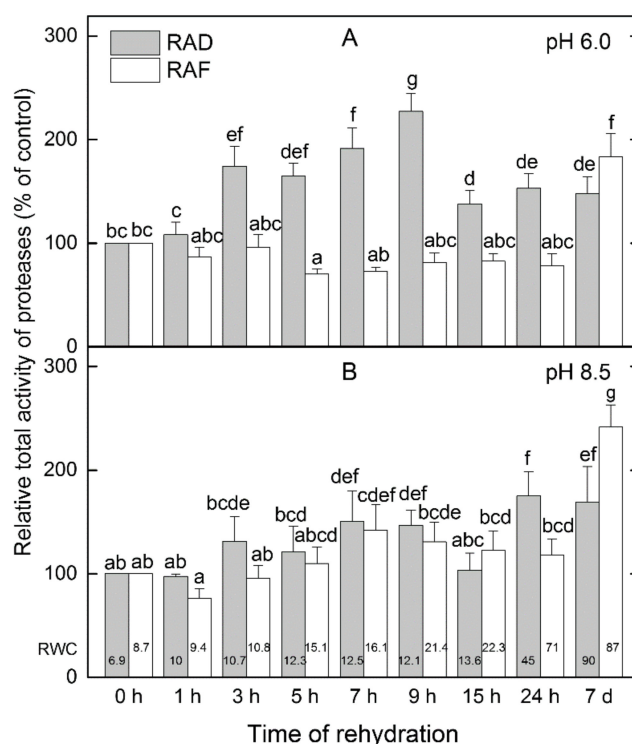 300
200
100
0
A
pH 6.0
RAD
RAF
bc bc
c
abc
ef
abc
def
a
f
ab
g
abc
d
abc
de
abc
de
f
300
200
100
0
B
pH 8.5
ab ab
ab
a
bcde
ab
bcd
abcd
def
cdef
def
bcde
abc
bcd
f
bcd
ef
g
RWC
6.9 8.7 10 9.4 10.7 10.8 12.3 15.1 12.5 16.1 12.1 21.4 13.6 22.3 45 71 90 87
0 h 1 h 3 h 5 h 7 h 9 h 15 h 24 h 7 d
Time of rehydration
Relative total activity of proteases (% of control)